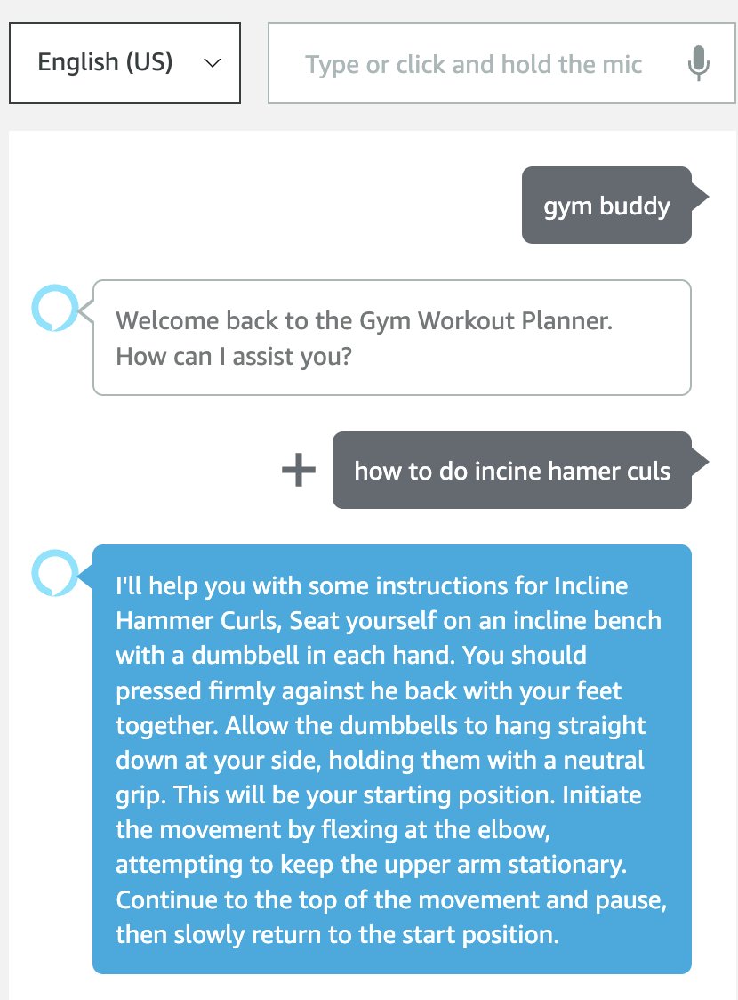 English (US)
Type or click and hold the mic
gym buddy
Welcome back to the Gym Workout Planner.
How can I assist you?
how to do incine hamer culs
I'll help you with some instructions for Incline
Hammer Curls, Seat yourself on an incline bench
with a dumbbell in each hand. You should
pressed firmly against he back with your feet
together. Allow the dumbbells to hang straight
down at your side, holding them with a neutral
grip. This will be your starting position. Initiate
the movement by flexing at the elbow,
attempting to keep the upper arm stationary.
Continue to the top of the movement and pause,
then slowly return to the start position.